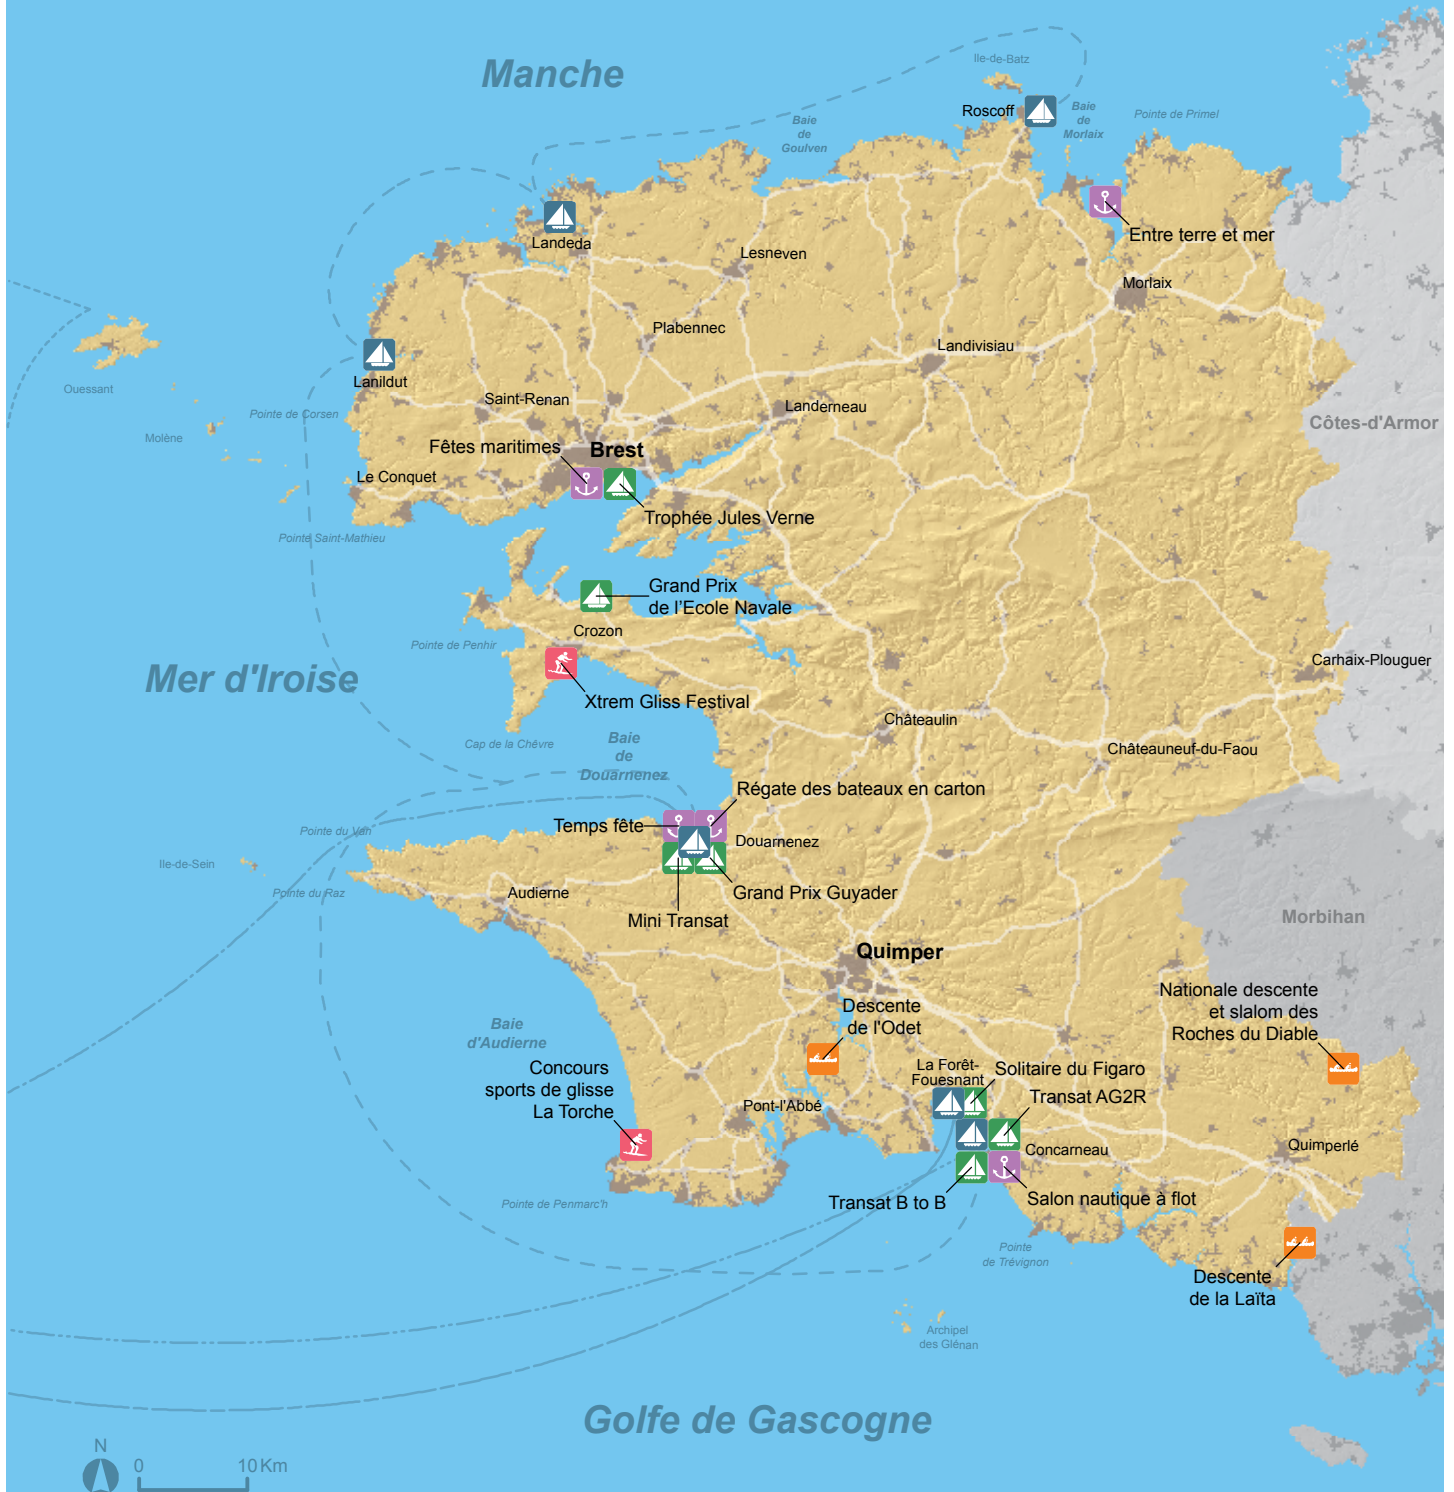 Manche
Ile-de-Batz
Roscoff
Baie
de
Morlaix
Pointe de Primel
Baie
de
Goulven
Entre terre et mer
Landeda
Lesneven
Morlaix
Plabennec
Landivisiau
Ouessant
Lanildut
Saint-Renan
Landerneau
Pointe de Corsen
Molène
Côtes-d'Armor
Fêtes maritimes
Brest
Le Conquet
Trophée Jules Verne
Pointe Saint-Mathieu
Grand Prix
de l'Ecole Navale
Crozon
Pointe de Penhir
Carhaix-Plouguer
Mer d'Iroise
Xtrem Gliss Festival
Châteaulin
Cap de la Chèvre
Baie
de
Douarnenez
Châteauneuf-du-Faou
Régate des bateaux en carton
Temps fête
Pointe du Van
Douarnenez
Ile-de-Sein
Pointe du Raz
Audierne
Grand Prix Guyader
Mini Transat
Morbihan
Quimper
Nationale descente
et slalom des
Roches du Diable
Descente
de l'Odet
Baie
d'Audierne
Concours
sports de glisse
La Torche
La Forêt-
Fouesnant
Solitaire du Figaro
Transat AG2R
Pont-l'Abbé
Concarneau
Quimperlé
Transat B to B
Salon nautique à flot
Pointe de Penmarc'h
Pointe
de Trévignon
Descente
de la Laïta
Archipel
des Glénan
Golfe de Gascogne
N
0
10 Km